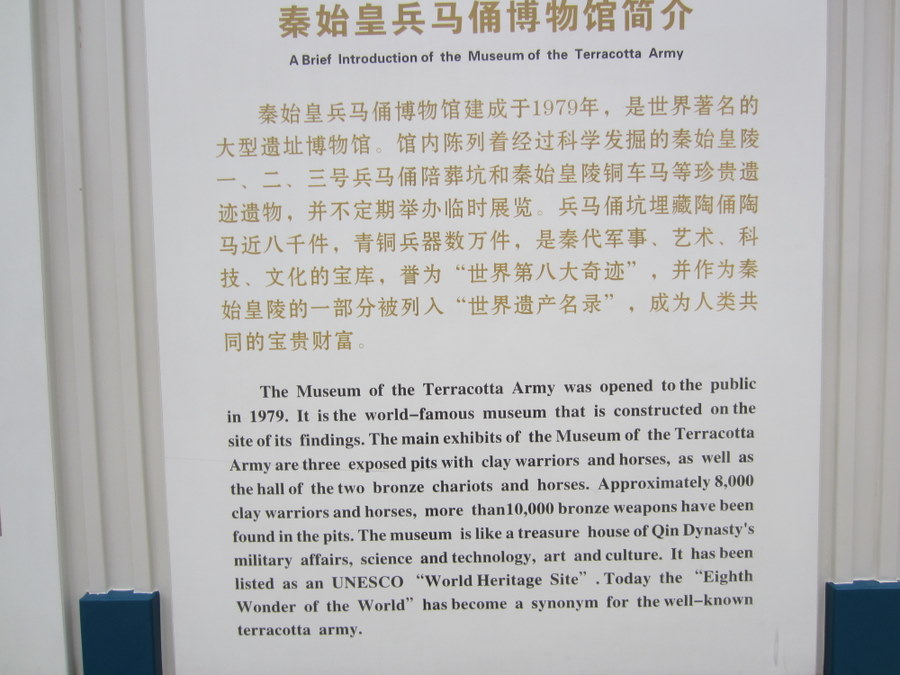 秦始皇兵马俑博物馆简介
A Brief Introduction of the Museum of the Terracotta Army
秦始皇兵马俑博物馆建成于1979年，是世界著名的
大型遗址博物馆。馆内陈列着经过科学发掘的秦始皇陵
一、二、三号兵马俑陪葬坑和秦始皇陵铜车马等珍贵遗
迹遗物，并不定期举办临时展览。兵马俑坑埋藏陶俑陶
马近八千件，青铜兵器数万件，是秦代军事、艺术、科
技、文化的宝库，誉为“世界第八大奇迹”，并作为秦
始皇陵的一部分被列入“世界遗产名录”，成为人类共
同的宝贵财富。
The Museum of the Terracotta Army was opened to the public
in 1979. It is the world-famous museum that is constructed on the
site of its findings. The main exhibits of the Museum of the Terracotta
Army are three exposed pits with clay warriors and horses, as well as
the hall of the two bronze chariots and horses. Approximately 8,000
clay warriors and horses, more than10,000 bronze weapons have been
found in the pits. The museum is like a treasure house of Qin Dynasty's
military affairs, science and technology, art and culture. It has been
listed as an UNESCO “World Heritage Site”. Today the “Eighth
Wonder of the World” has become a synonym for the well-known
terracotta army.